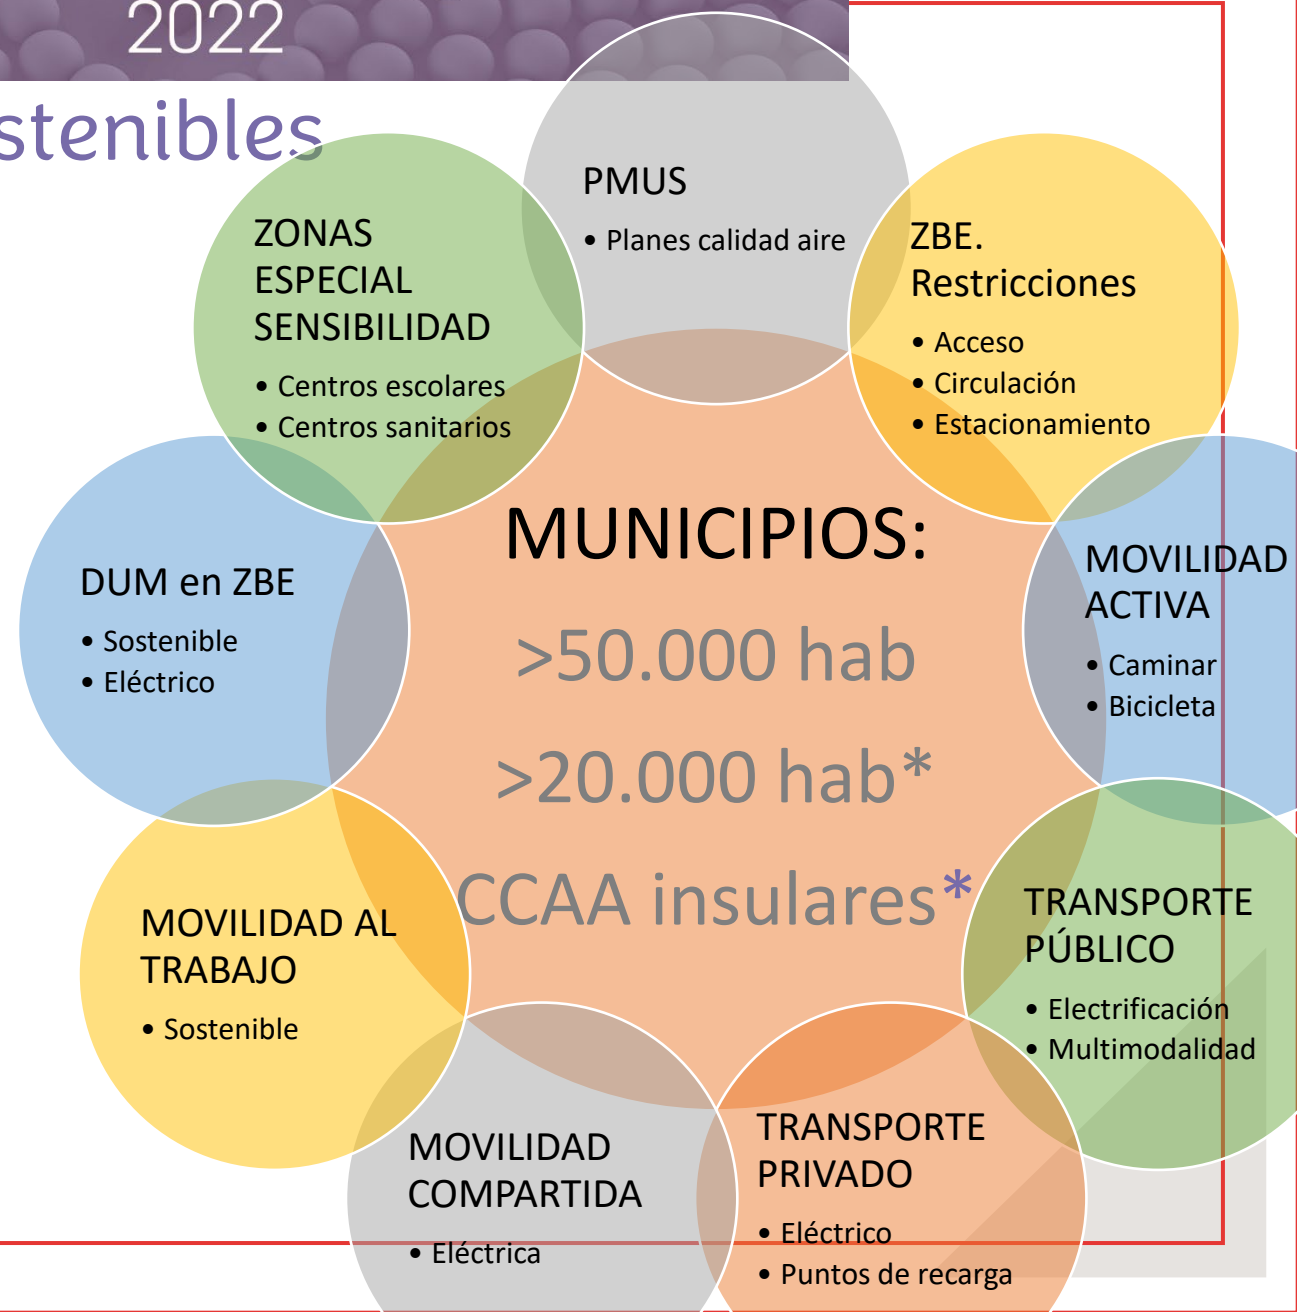 2022
stenibles
PMUS
• Planes calidad aire
ZBE.
Restricciones
• Acceso
• Circulación
• Estacionamiento
MOVILIDAD
ACTIVA
• Caminar
• Bicicleta
TRANSPORTE
PÚBLICO
• Electrificación
• Multimodalidad
TRANSPORTE
PRIVADO
• Eléctrico
• Puntos de recarga
MOVILIDAD
COMPARTIDA
• Eléctrica
MOVILIDAD AL
TRABAJO
• Sostenible
DUM en ZBE
• Sostenible
• Eléctrico
ZONAS
ESPECIAL
SENSIBILIDAD
• Centros escolares
• Centros sanitarios
MUNICIPIOS:
>50.000 hab
>20.000 hab*
CCAA insulares*